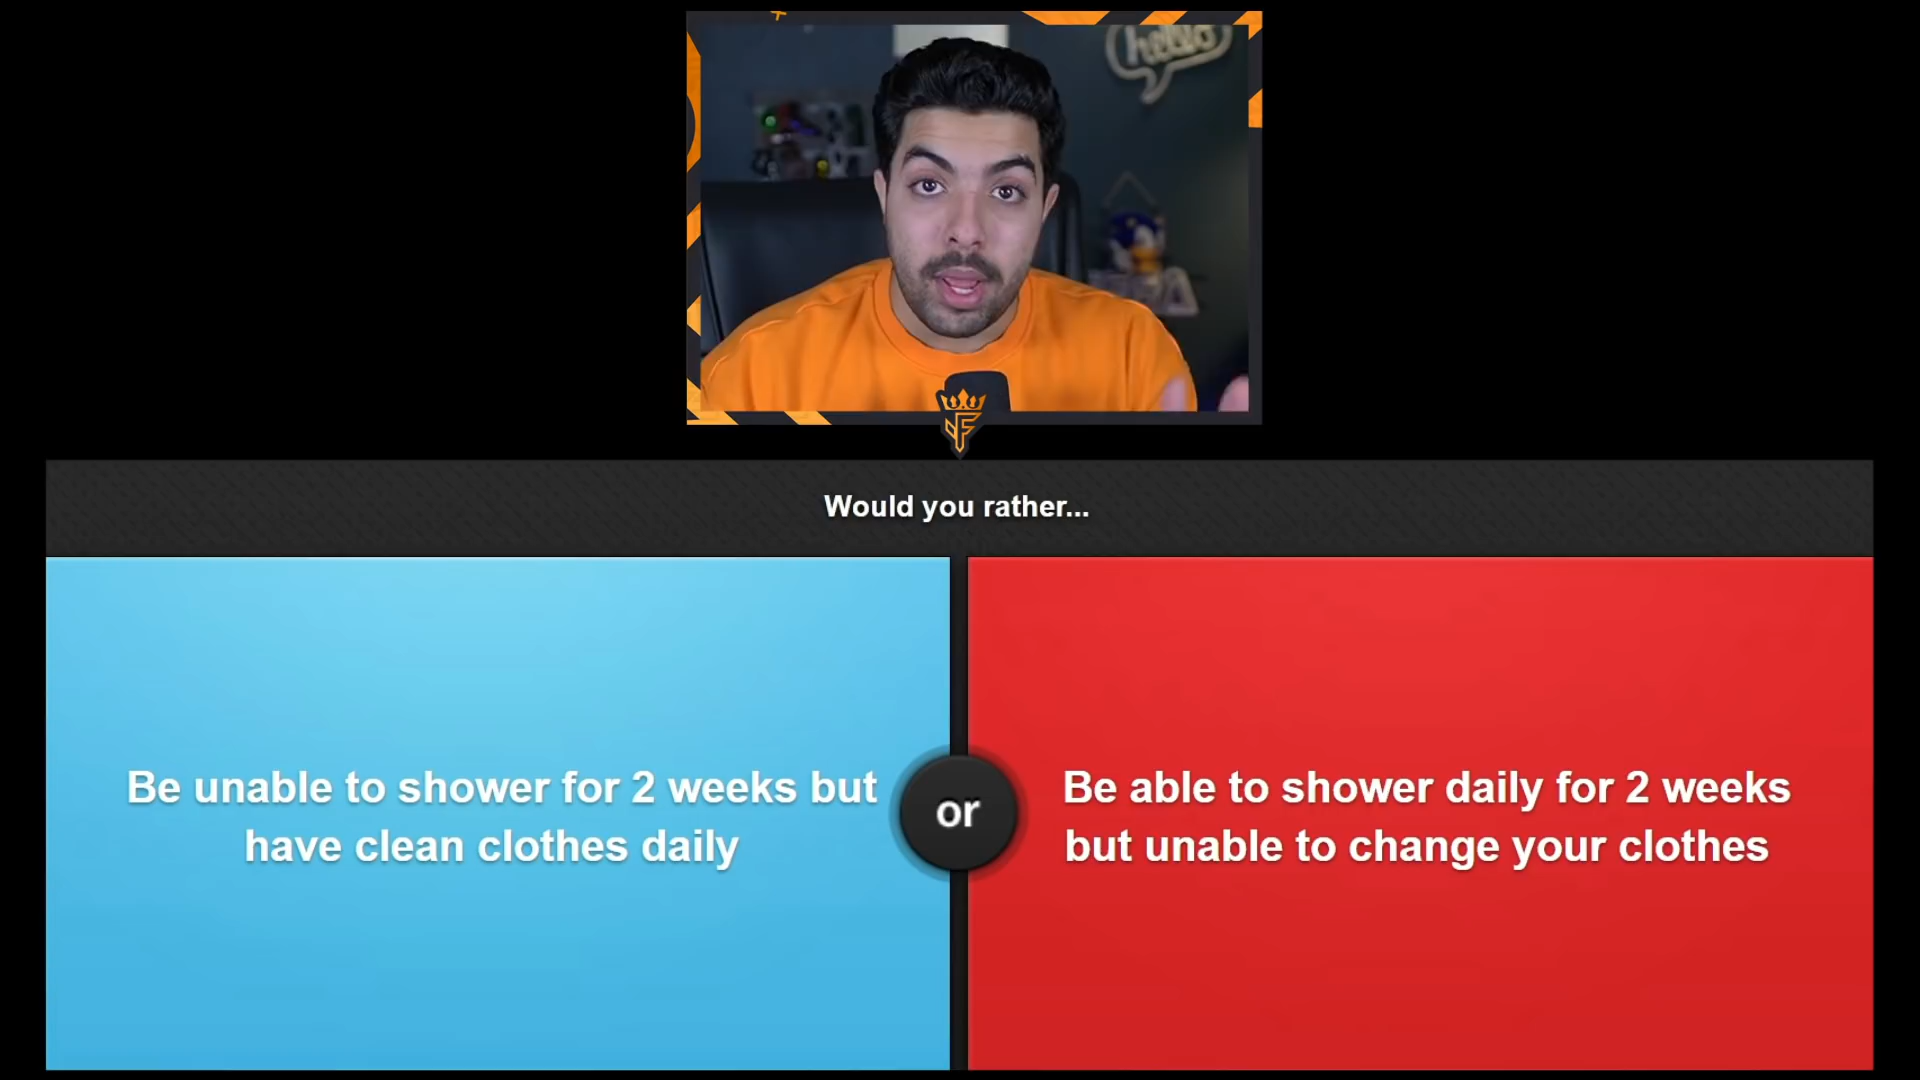 hello
Would you rather...
Be unable to shower for 2 weeks but
have clean clothes daily
or
Be able to shower daily for 2 weeks
but unable to change your clothes